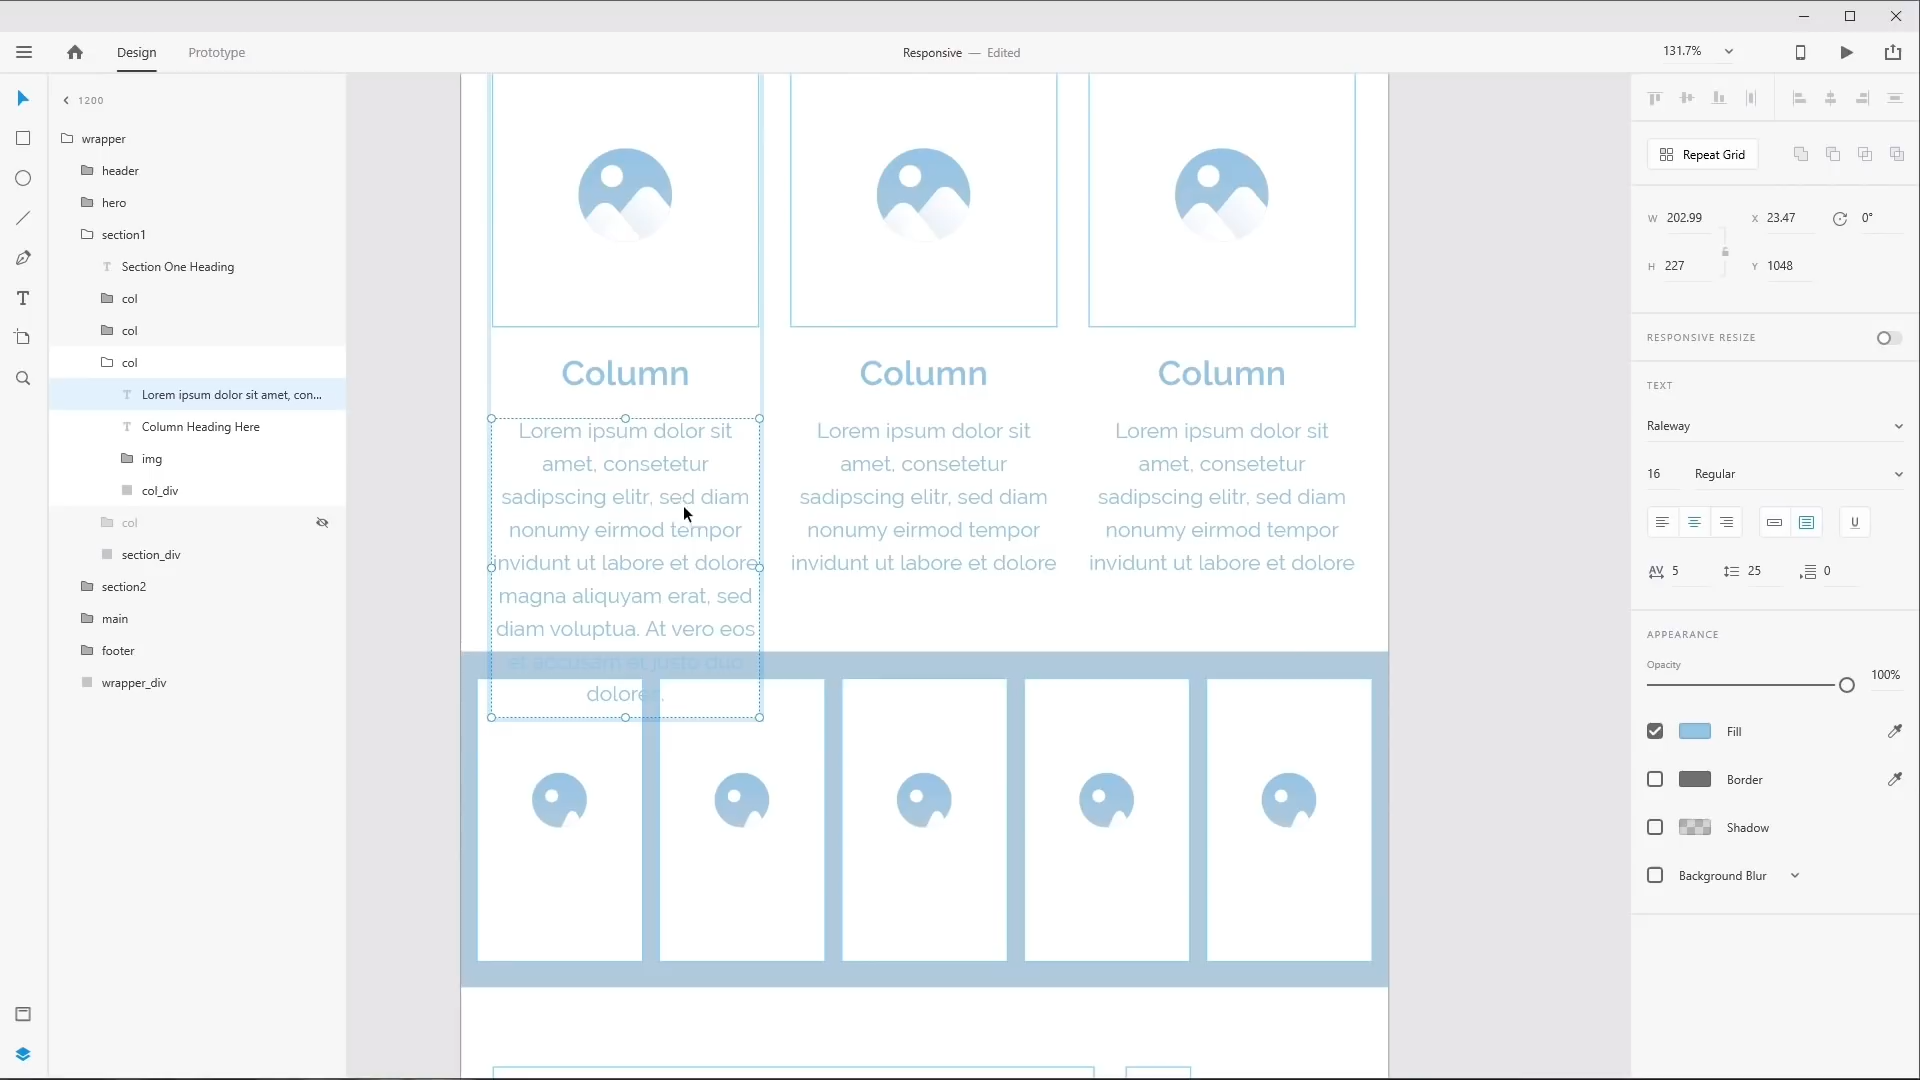 Design
Prototype
Responsive — Edited
131.7%
1200
wrapper
header
hero
section1
Section One Heading
col
col
col
Lorem ipsum dolor sit amet, con...
Column Heading Here
img
col_div
col
section_div
section2
main
footer
wrapper_div
Column
Lorem ipsum dolor sit
amet, consetetur
sadipscing elitr, sed diam
nonumy eirmod tempor
invidunt ut labore et dolore
magna aliquyam erat, sed
diam voluptua. At vero eos
et accusam et justo duo
dolores.
Column
Lorem ipsum dolor sit
amet, consetetur
sadipscing elitr, sed diam
nonumy eirmod tempor
invidunt ut labore et dolore
Column
Lorem ipsum dolor sit
amet, consetetur
sadipscing elitr, sed diam
nonumy eirmod tempor
invidunt ut labore et dolore
Repeat Grid
W 202.99 X 23.47 0°
H 227 Y 1048
RESPONSIVE RESIZE
TEXT
Raleway
16 Regular
U
AV 5 25 0
APPEARANCE
Opacity
100%
Fill
Border
Shadow
Background Blur